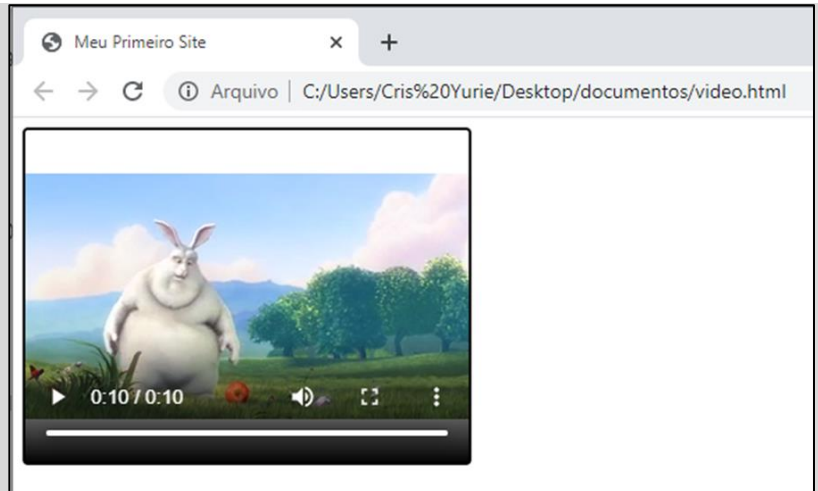 Meu Primeiro Site
Arquivo | C:/Users/Cris%20Yurie/Desktop/documentos/video.html
0:10 / 0:10